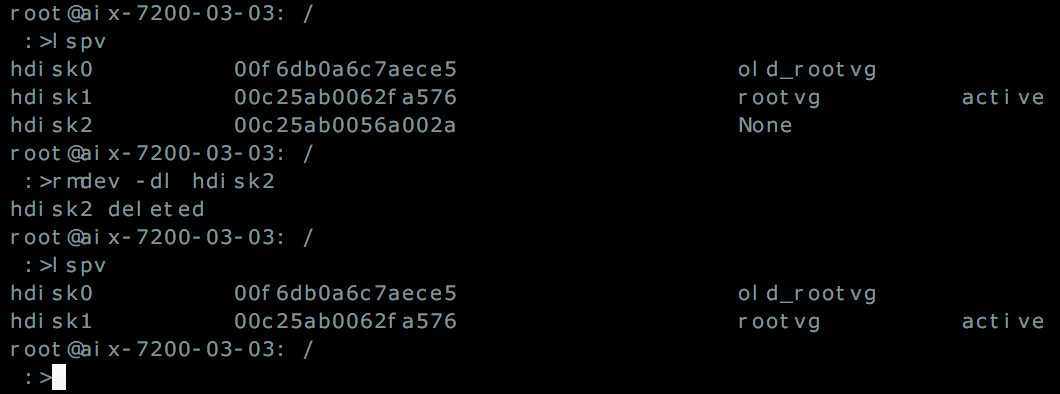 root@aix-7200-03-03: /
:>lspv
hdisk0 00f6db0a6c7aece5 old_rootvg
hdisk1 00c25ab0062fa576 rootvg active
hdisk2 00c25ab0056a002a None
root@aix-7200-03-03: /
:>rmdev -dl hdisk2
hdisk2 deleted
root@aix-7200-03-03: /
:>lspv
hdisk0 00f6db0a6c7aece5 old_rootvg
hdisk1 00c25ab0062fa576 rootvg active
root@aix-7200-03-03: /
:>